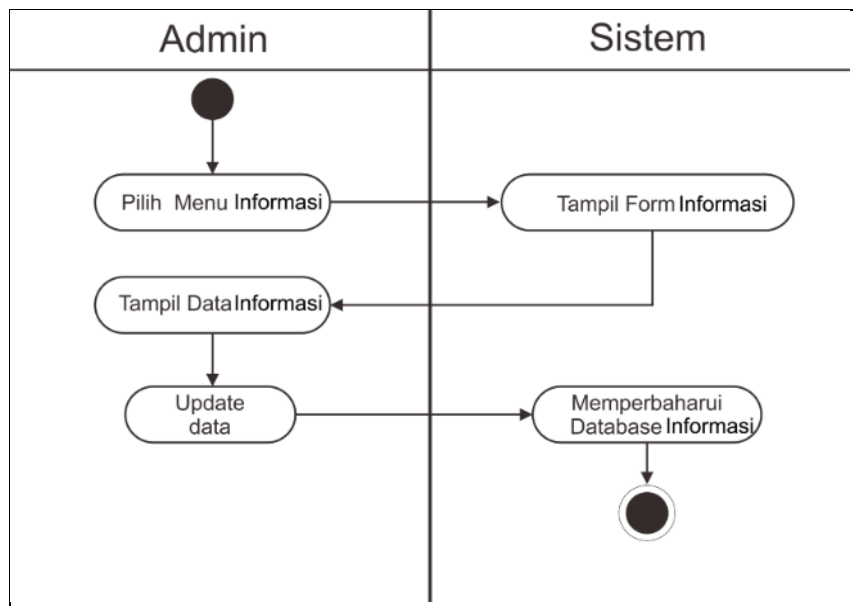 Admin
Sistem
Pilih Menu Informasi
Tampil Form Informasi
Tampil Data Informasi
Update
data
Memperbaharui
Database Informasi